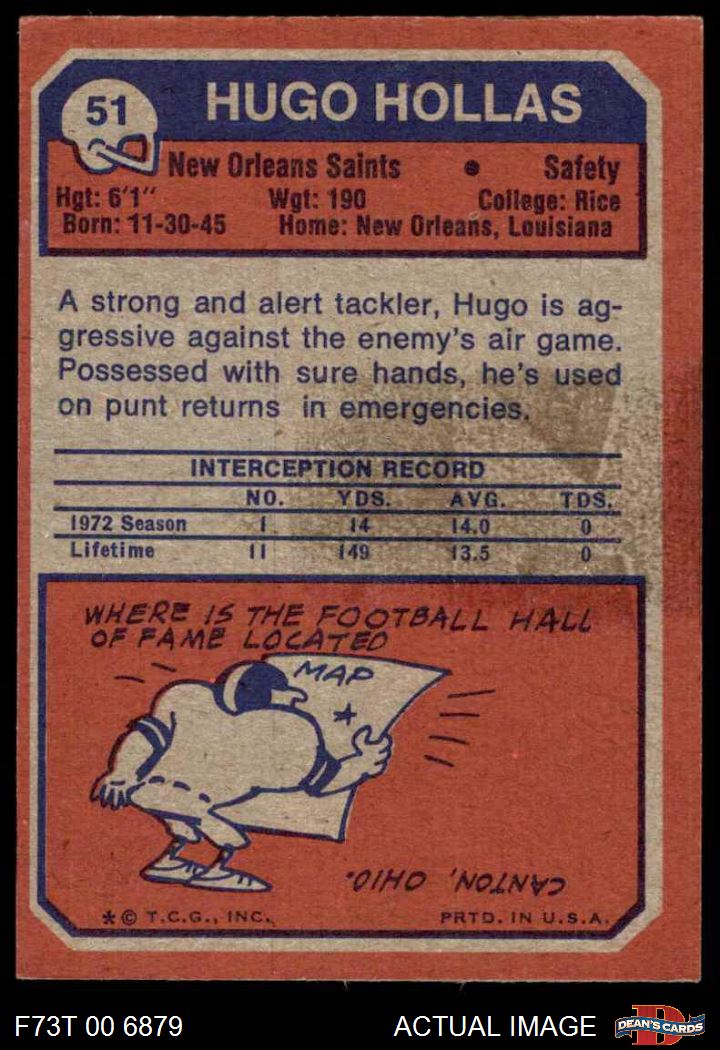 51
HUGO HOLLAS
New Orleans Saints • Safety
Hgt: 6'1" Wgt: 190 College: Rice
Born: 11-30-45 Home: New Orleans, Louisiana
A strong and alert tackler, Hugo is ag-
gressive against the enemy's air game.
Possessed with sure hands, he's used
on punt returns in emergencies.
INTERCEPTION RECORD
NO. YDS. AVG. TDS.
1972 Season 1 14 14.0 0
Lifetime 11 149 13.5 0
WHERE IS THE FOOTBALL HALL
OF FAME LOCATED
MAP
CANTON, OHIO.
*© T.C.G., INC. PRTD. IN U.S.A.
F73T 00 6879 ACTUAL IMAGE
D
DEAN'S CARDS